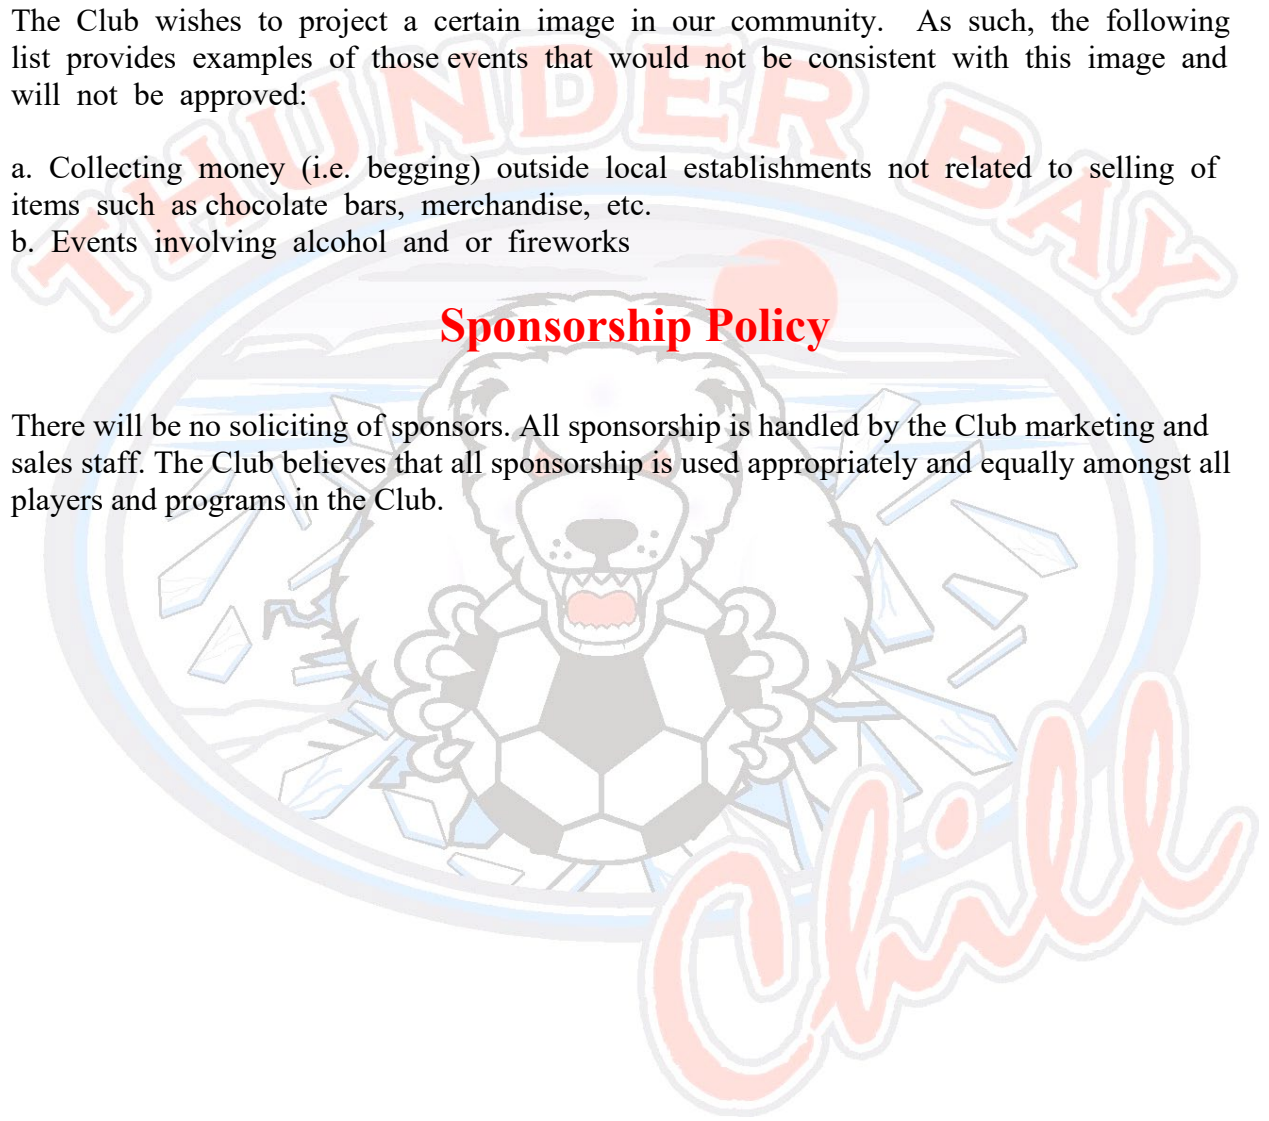 The Club wishes to project a certain image in our community. As such, the following
list provides examples of those events that would not be consistent with this image and
will not be approved:
a. Collecting money (i.e. begging) outside local establishments not related to selling of
items such as chocolate bars, merchandise, etc.
b. Events involving alcohol and or fireworks
Sponsorship Policy
There will be no soliciting of sponsors. All sponsorship is handled by the Club marketing and
sales staff. The Club believes that all sponsorship is used appropriately and equally amongst all
players and programs in the Club.
THUNDER BAY
Chill